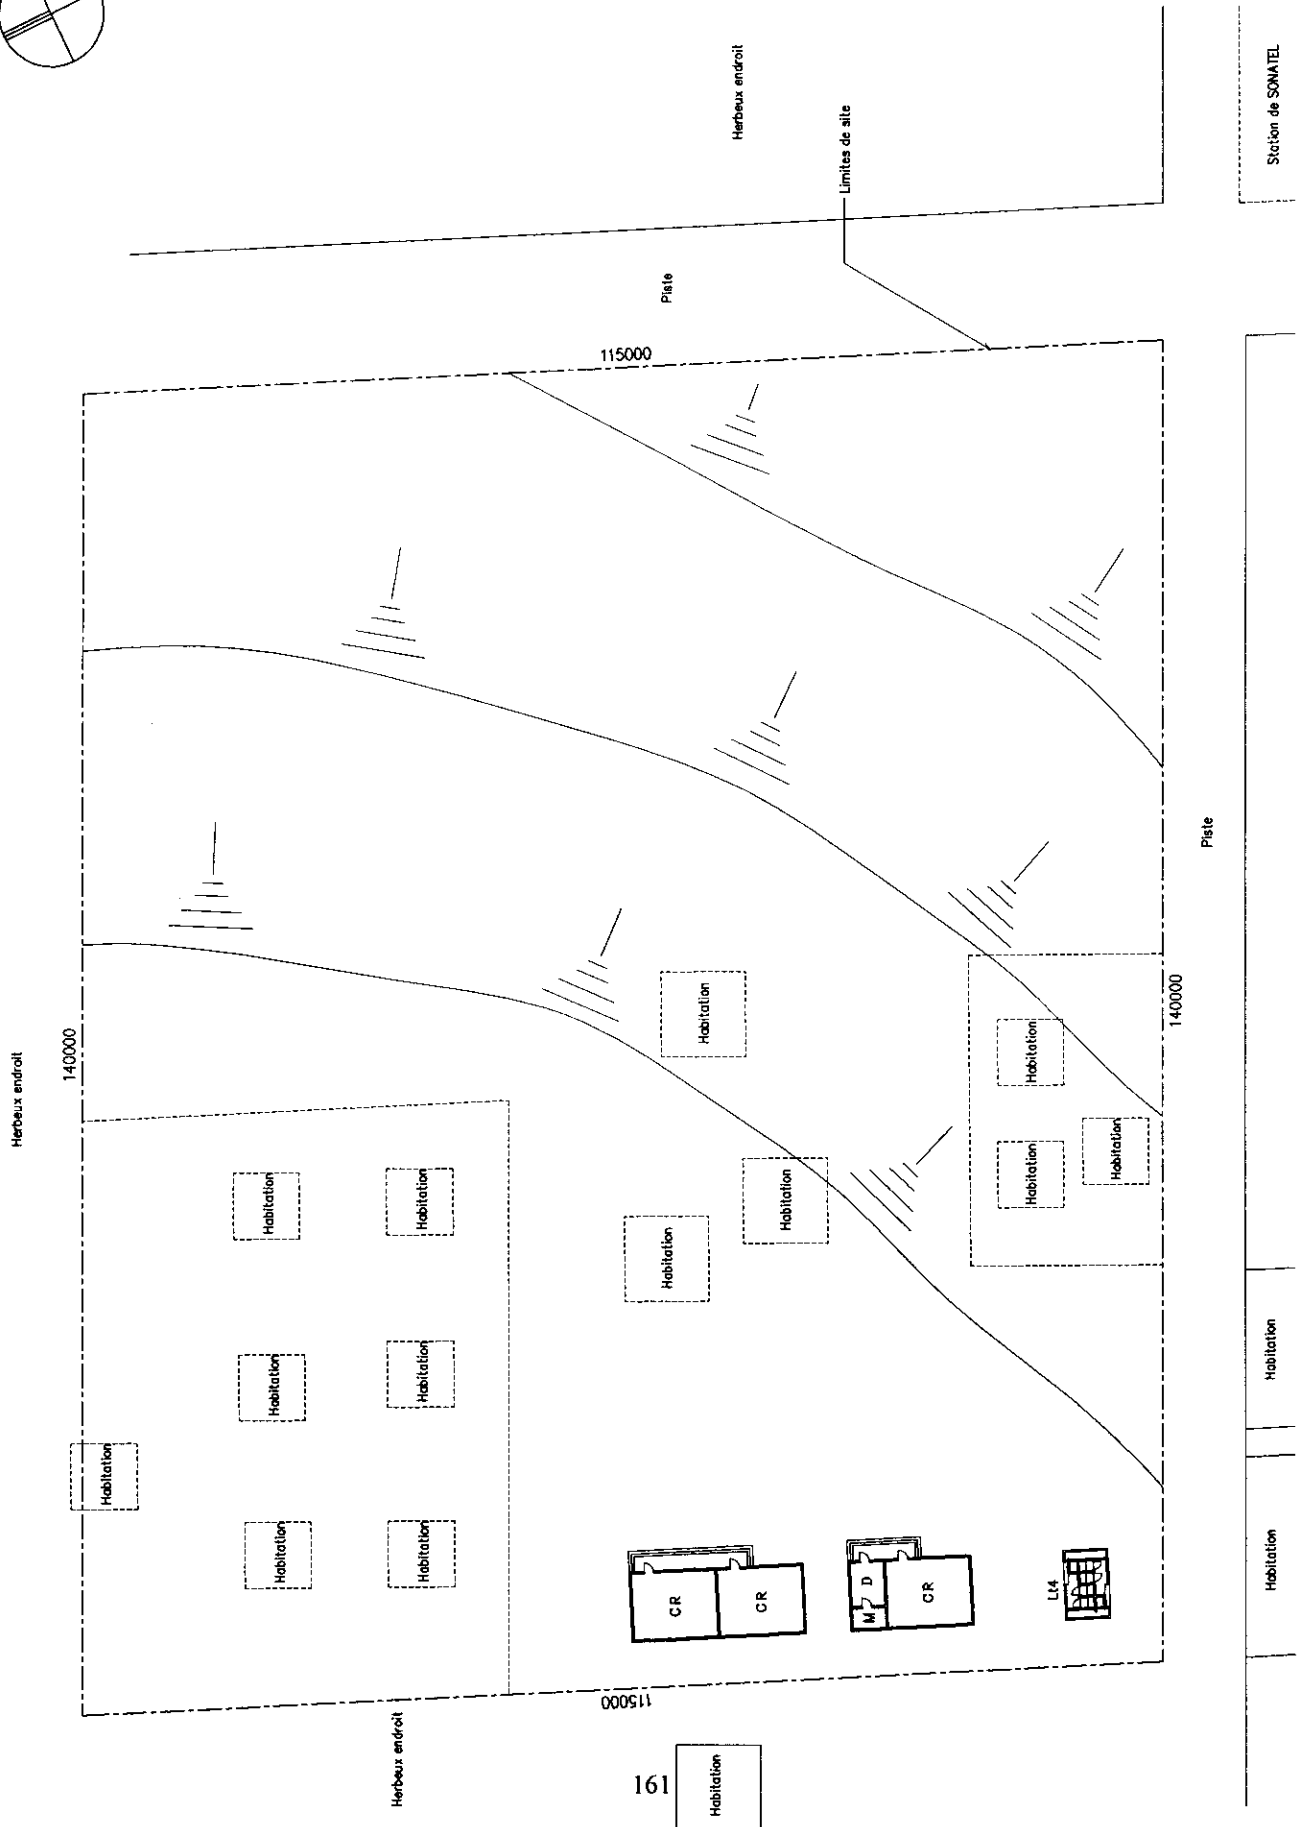 Herbeux endroit
Station de SONATEL
Limites de site
Piste
115000
Herbeux endroit
140000
Piste
140000
Habitation
Habitation
Habitation
Habitation
Habitation
Habitation
Habitation
Habitation
Habitation
Habitation
Habitation
Habitation
Habitation
Habitation
CR
CR
M
D
CR
Lt4
Habitation
Habitation
115000
Herbeux endroit
Habitation
161